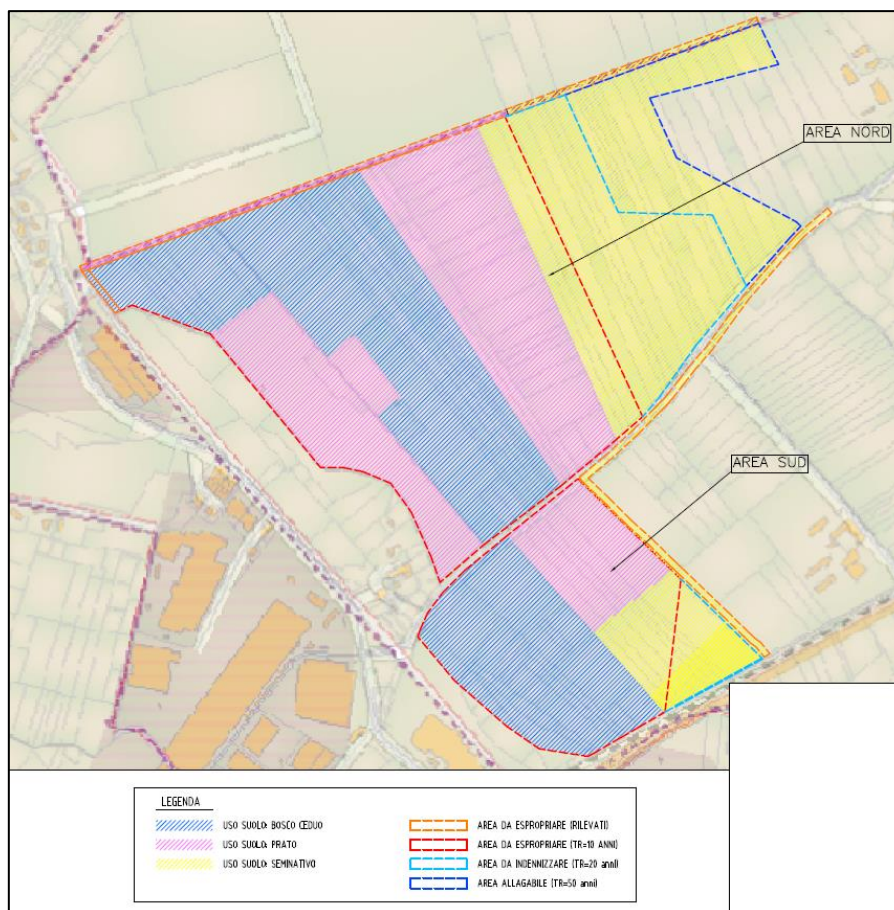 AREA NORD
AREA SUD
LEGENDA
USO SUOLO: BOSCO CEDUO
USO SUOLO: PRATO
USO SUOLO: SEMINATIVO
AREA DA ESPROPRIARE (RILEVATI)
AREA DA ESPROPRIARE (TR=10 ANNI)
AREA DA INDENNIZZARE (TR=20 anni)
AREA ALLAGABILE (TR=50 anni)